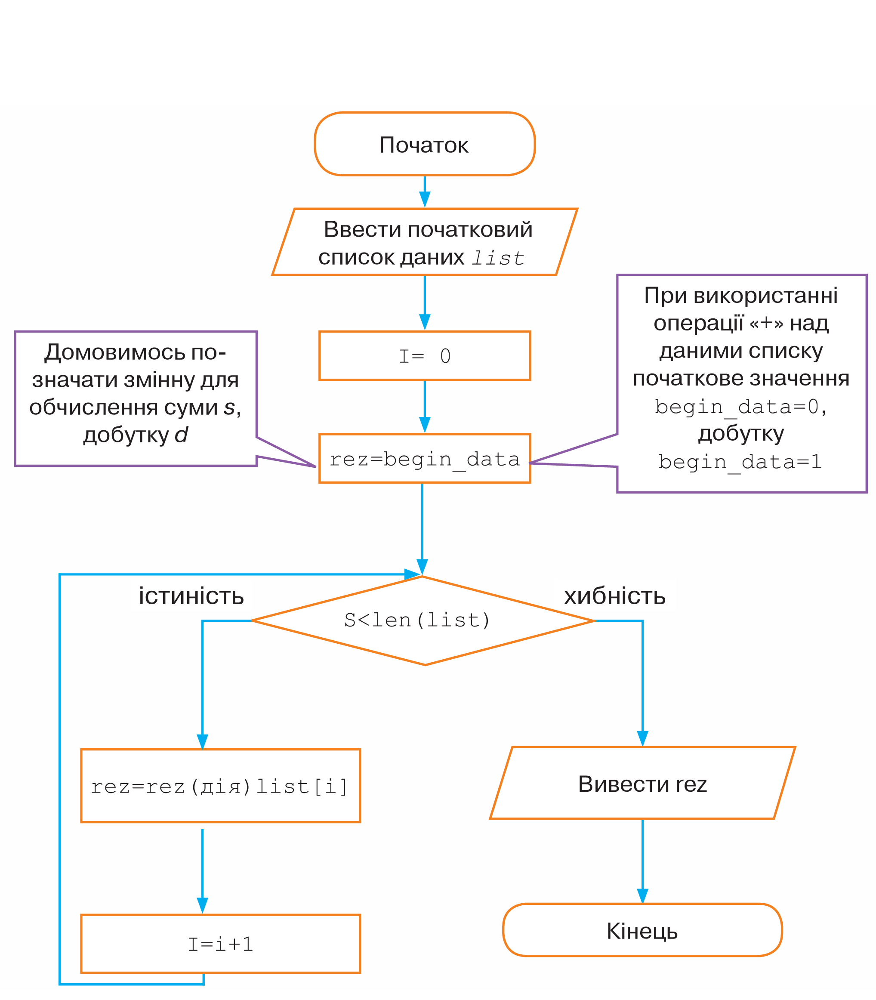 Початок
Ввести початковий
список даних list
При використанні
операції «+» над
даними списку
початкове значення
begin_data=0,
добутку
begin_data=1
Домовимось по-
значати змінну для
обчислення суми s,
добутку d
I= 0
rez=begin_data
істиність
хибність
S<len(list)
rez=rez(дія)list[i]
Вивести rez
I=i+1
Кінець